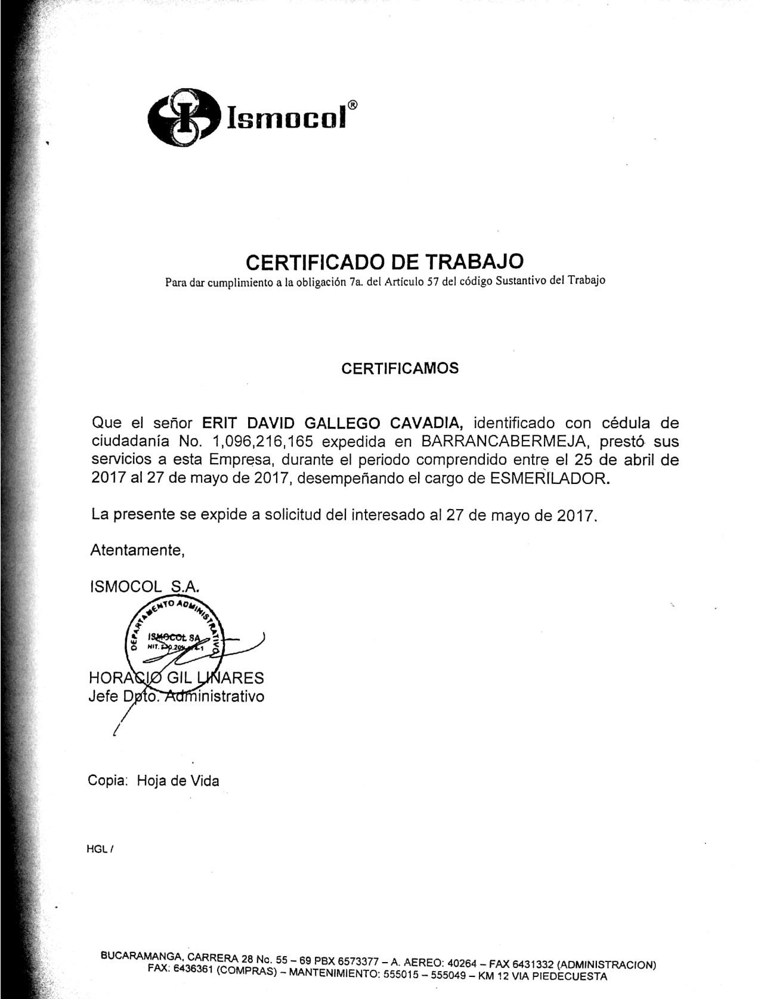 Ismocol®
CERTIFICADO DE TRABAJO
Para dar cumplimiento a la obligación 7a. del Artículo 57 del código Sustantivo del Trabajo
CERTIFICAMOS
Que el señor ERIT DAVID GALLEGO CAVADIA, identificado con cédula de
ciudadanía No. 1,096,216,165 expedida en BARRANCABERMEJA, prestó sus
servicios a esta Empresa, durante el periodo comprendido entre el 25 de abril de
2017 al 27 de mayo de 2017, desempeñando el cargo de ESMERILADOR.
La presente se expide a solicitud del interesado al 27 de mayo de 2017.
Atentamente,
ISMOCOL S.A.
DEPARTAMENTO ADMINISTRATIVO
ISMOCOL SA
NIT.
HORACIO GIL LINARES
Jefe Dpto. Administrativo
Copia: Hoja de Vida
HGL /
BUCARAMANGA, CARRERA 28 No. 55 – 69 PBX 6573377 – A. AEREO: 40264 – FAX 6431332 (ADMINISTRACION)
FAX: 6436361 (COMPRAS) – MANTENIMIENTO: 555015 – 555049 – KM 12 VIA PIEDECUESTA